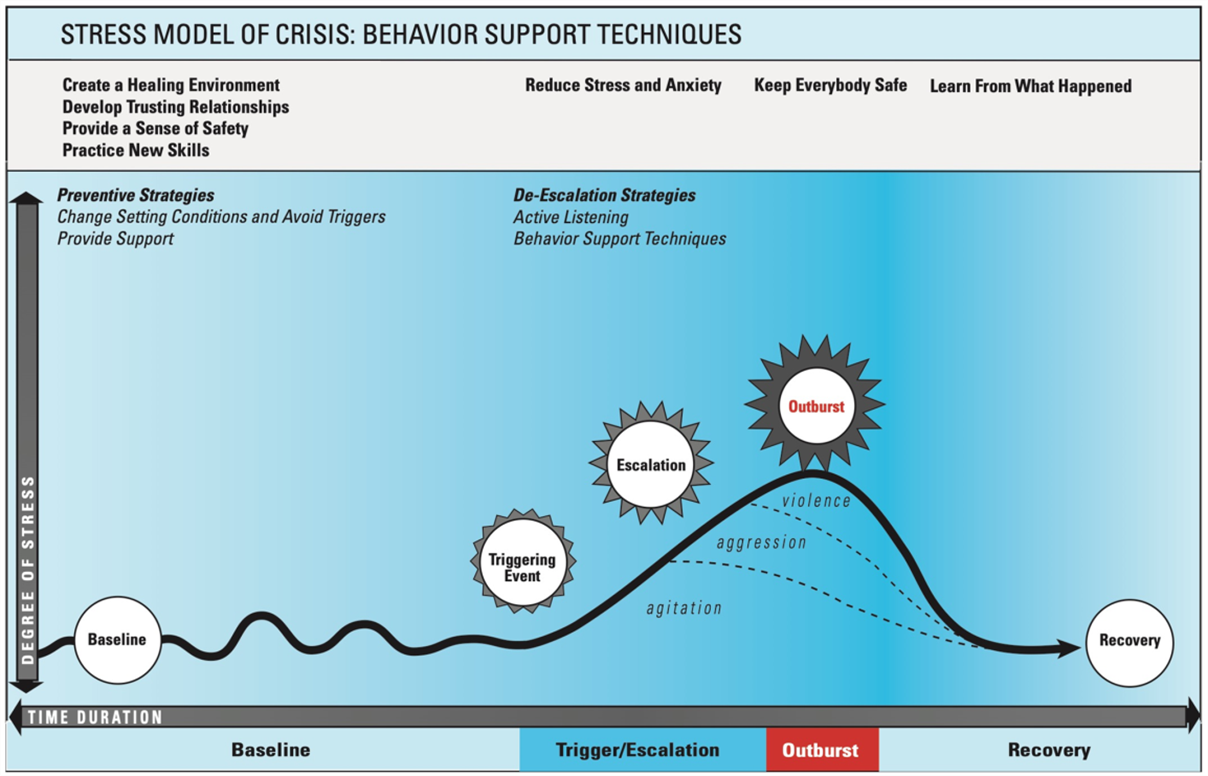 STRESS MODEL OF CRISIS: BEHAVIOR SUPPORT TECHNIQUES
Create a Healing Environment
Develop Trusting Relationships
Provide a Sense of Safety
Practice New Skills
Reduce Stress and Anxiety
Keep Everybody Safe
Learn From What Happened
Preventive Strategies
Change Setting Conditions and Avoid Triggers
Provide Support
De-Escalation Strategies
Active Listening
Behavior Support Techniques
DEGREE OF STRESS
Baseline
Triggering
Event
Escalation
Outburst
violence
aggression
agitation
Recovery
TIME DURATION
Baseline
Trigger/Escalation
Outburst
Recovery